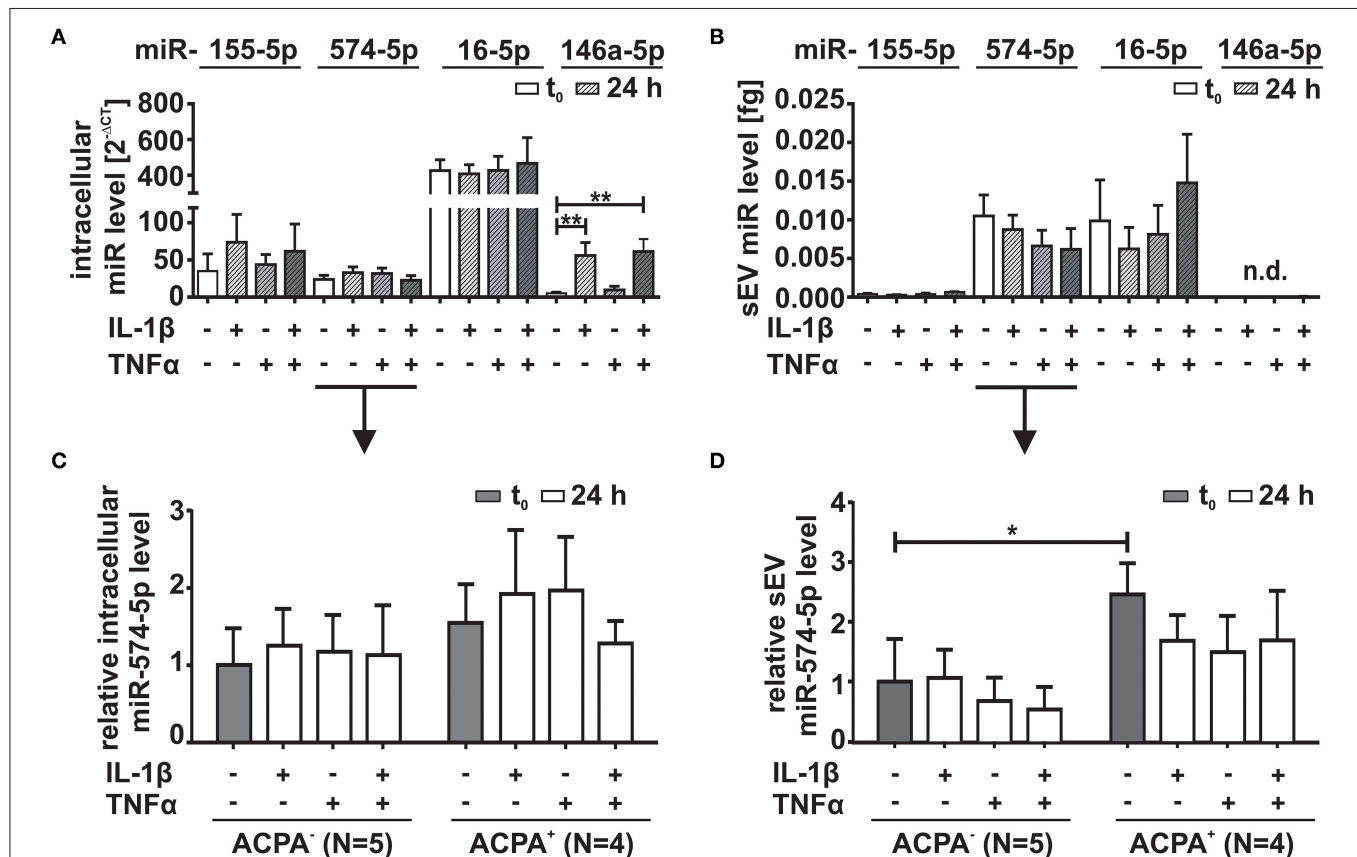 A
miR- 155-5p 574-5p 16-5p 146a-5p
t0 24 h
intracellular
miR level [2-ΔCT]
800
600
400
200
100
50
0
**
**
IL-1β - + - + - + - + - + - + - + - +
TNFα - - + + - - + + - - + + - - + +
B
miR- 155-5p 574-5p 16-5p 146a-5p
t0 24 h
sEV miR level [fg]
0.025
0.020
0.015
0.010
0.005
0.000
n.d.
IL-1β - + - + - + - + - + - + - + - +
TNFα - - + + - - + + - - + + - - + +
C
t0 24 h
relative intracellular
miR-574-5p level
3
2
1
0
IL-1β - + - + - + - +
TNFα - - + + - - + +
ACPA- (N=5) ACPA+ (N=4)
D
t0 24 h
relative sEV
miR-574-5p level
4
3
2
1
0
*
IL-1β - + - + - + - +
TNFα - - + + - - + +
ACPA- (N=5) ACPA+ (N=4)